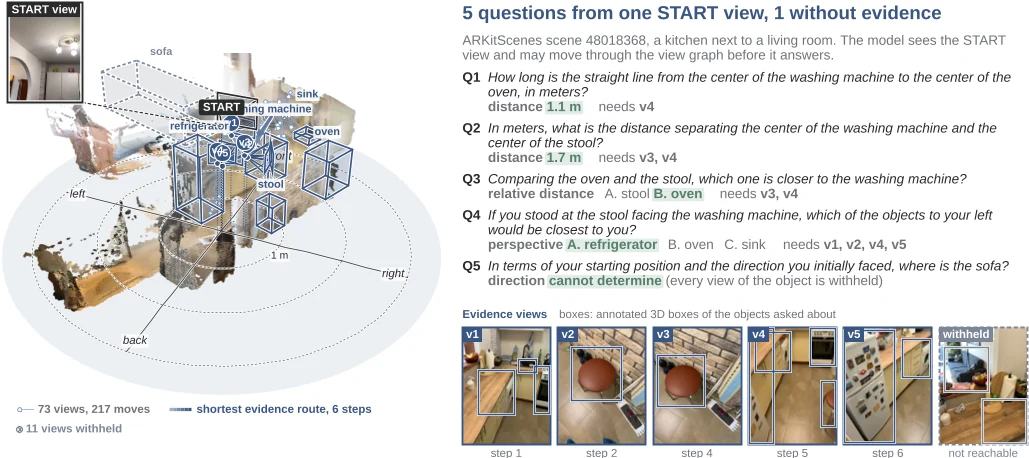 START view
sofa
START
sink
ning machine
refrigerator
1
oven
v5
ont
stool
left
1 m
right
back
73 views, 217 moves
shortest evidence route, 6 steps
11 views withheld
5 questions from one START view, 1 without evidence
ARKitScenes scene 48018368, a kitchen next to a living room. The model sees the START
view and may move through the view graph before it answers.
Q1 How long is the straight line from the center of the washing machine to the center of the
oven, in meters?
distance 1.1 m needs v4
Q2 In meters, what is the distance separating the center of the washing machine and the
center of the stool?
distance 1.7 m needs v3, v4
Q3 Comparing the oven and the stool, which one is closer to the washing machine?
relative distance A. stool B. oven needs v3, v4
Q4 If you stood at the stool facing the washing machine, which of the objects to your left
would be closest to you?
perspective A. refrigerator B. oven C. sink needs v1, v2, v4, v5
Q5 In terms of your starting position and the direction you initially faced, where is the sofa?
direction cannot determine (every view of the object is withheld)
Evidence views boxes: annotated 3D boxes of the objects asked about
v1 v2 v3 v4 v5 withheld
step 1 step 2 step 4 step 5 step 6 not reachable